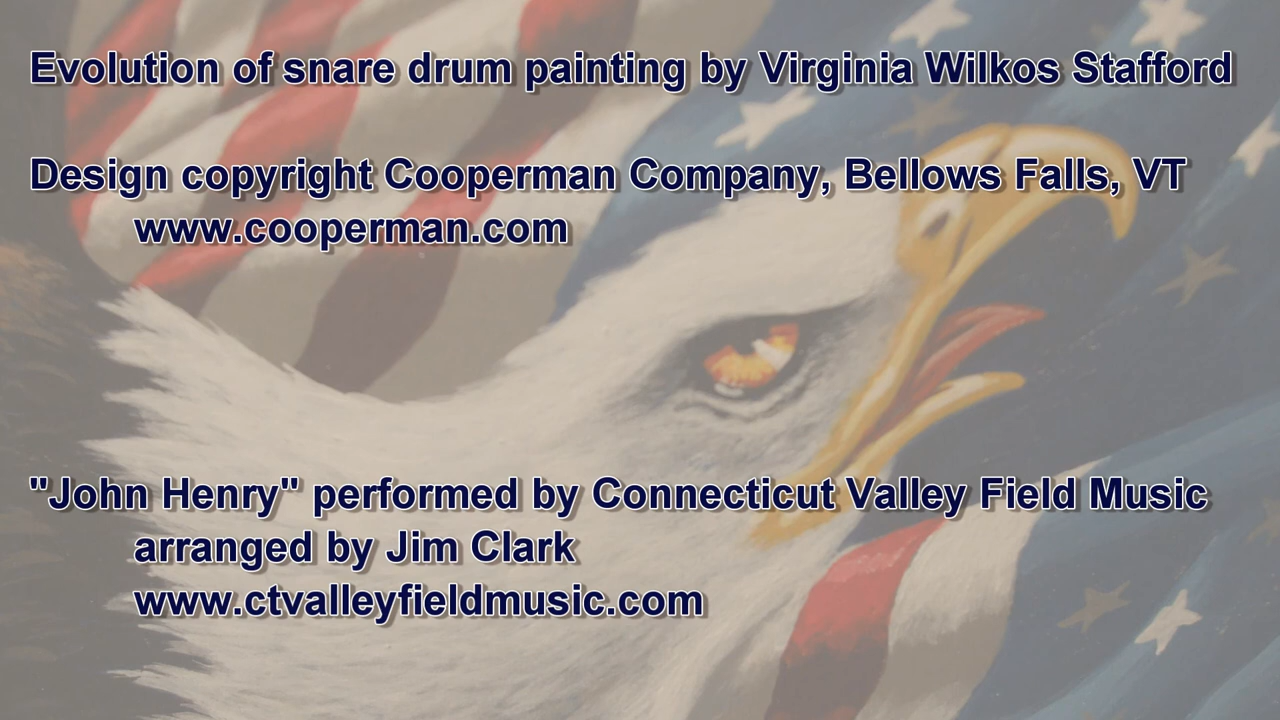 Evolution of snare drum painting by Virginia Wilkos Stafford
Design copyright Cooperman Company, Bellows Falls, VT
www.cooperman.com
"John Henry" performed by Connecticut Valley Field Music
arranged by Jim Clark
www.ctvalleyfieldmusic.com